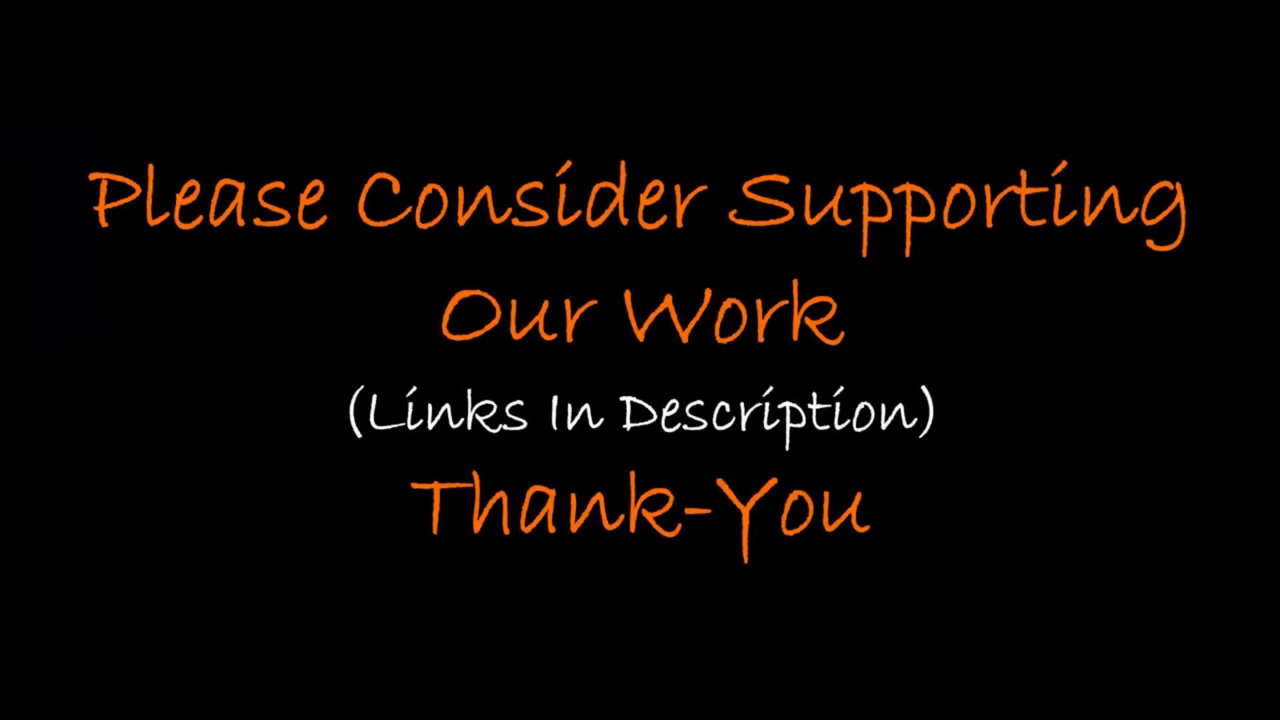 Please Consider Supporting
Our Work
(Links In Description)
Thank-You